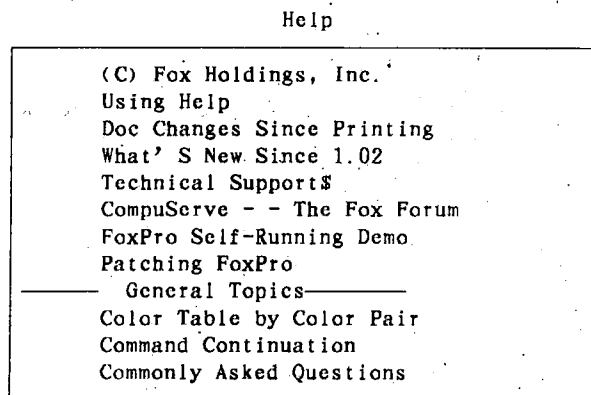 Help
(C) Fox Holdings, Inc.
Using Help
Doc Changes Since Printing
What' S New Since 1.02
Technical Support$
CompuServe - - The Fox Forum
FoxPro Self-Running Demo
Patching FoxPro
General Topics
Color Table by Color Pair
Command Continuation
Commonly Asked Questions